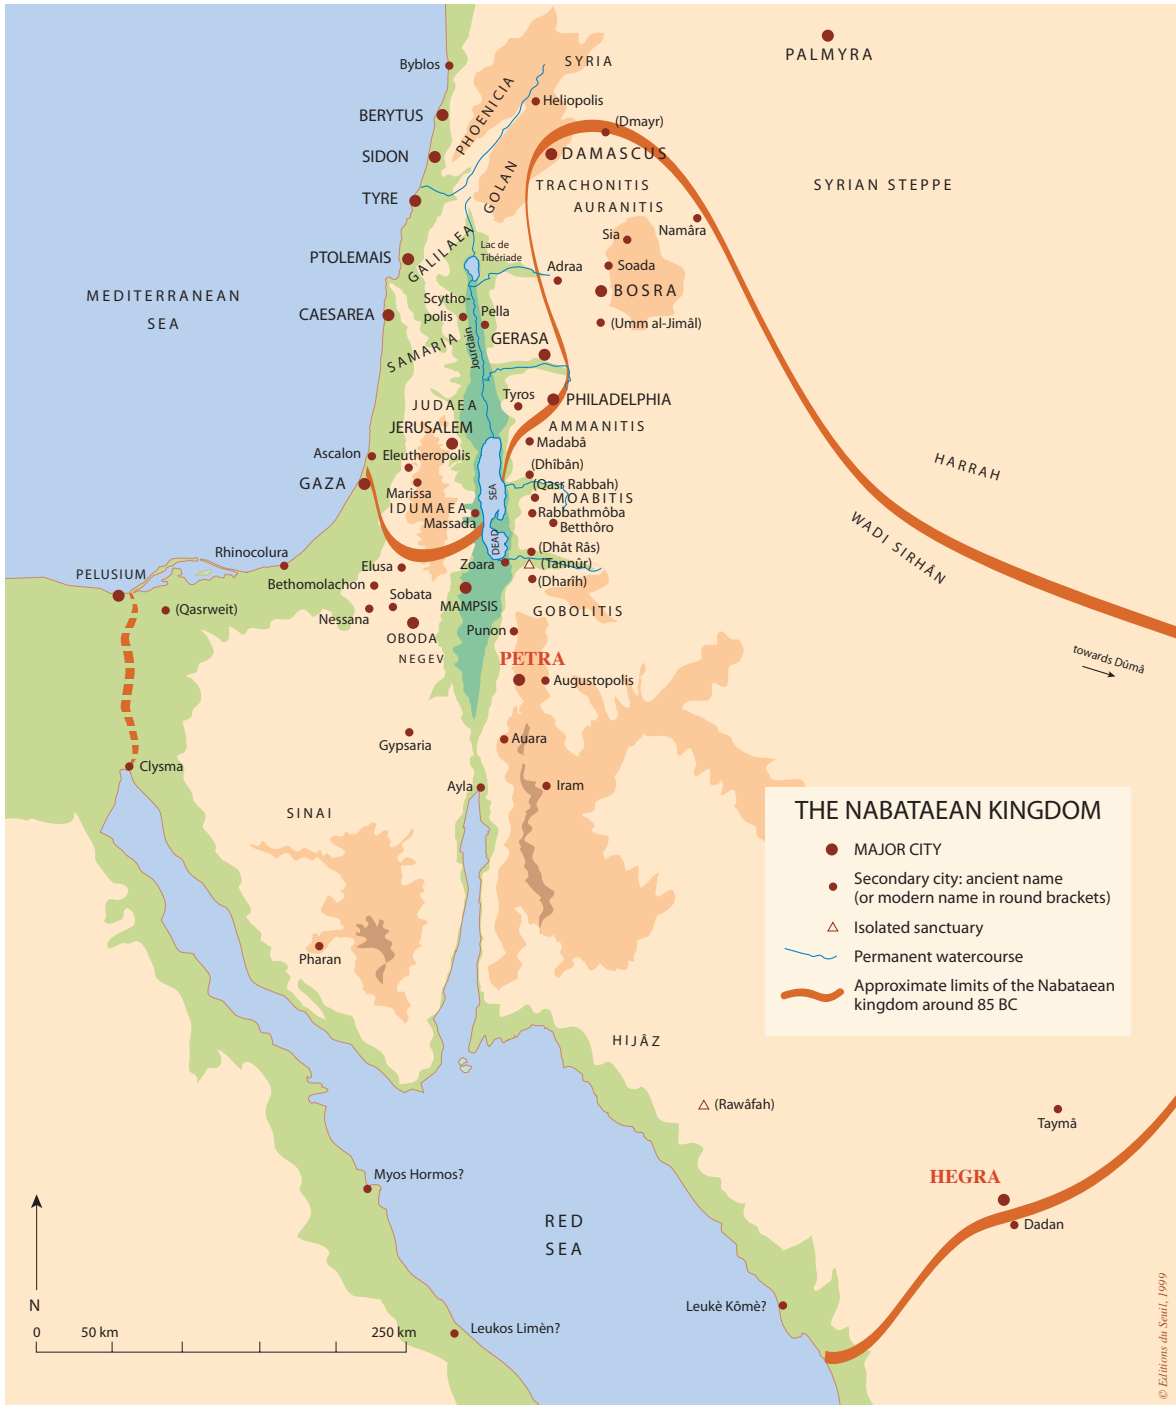 PALMYRA
SYRIA
Byblos
Heliopolis
PHOENICIA
BERYTUS
(Dmayr)
SIDON
DAMASCUS
GOLAN
TRACHONITIS
SYRIAN STEPPE
TYRE
AURANITIS
Namâra
Sia
GALILAEA
Lac de
Tibériade
PTOLEMAIS
Adraa
Soada
BOSRA
MEDITERRANEAN
SEA
Scytho-
polis
Pella
CAESAREA
(Umm al-Jimâl)
GERASA
SAMARIA
Jourdain
Tyros
PHILADELPHIA
JUDAEA
JERUSALEM
AMMANITIS
Madabâ
Ascalon
Eleutheropolis
(Dhîbân)
HARRAH
GAZA
Marissa
(Qasr Rabbah)
MOABITIS
DEAD SEA
IDUMAEA
Rabbathmôba
Massada
Betthôro
WADI SIRHÂN
Rhinocolura
(Dhât Râs)
PELUSIUM
Elusa
Zoara
(Tannûr)
Bethomolachon
(Dharîh)
(Qasrweit)
Sobata
MAMPSIS
GOBOLITIS
Nessana
OBODA
Punon
NEGEV
PETRA
towards Dûmâ
Augustopolis
Gypsaria
Auara
Clysma
Ayla
Iram
SINAI
THE NABATAEAN KINGDOM
MAJOR CITY
Secondary city: ancient name
(or modern name in round brackets)
Isolated sanctuary
Permanent watercourse
Approximate limits of the Nabataean
kingdom around 85 BC
Pharan
HIJÂZ
(Rawâfah)
Taymâ
Myos Hormos?
HEGRA
RED
SEA
Dadan
Leukè Kômè?
N
0 50 km 250 km
Leukos Limèn?
© Editions du Seuil, 1999